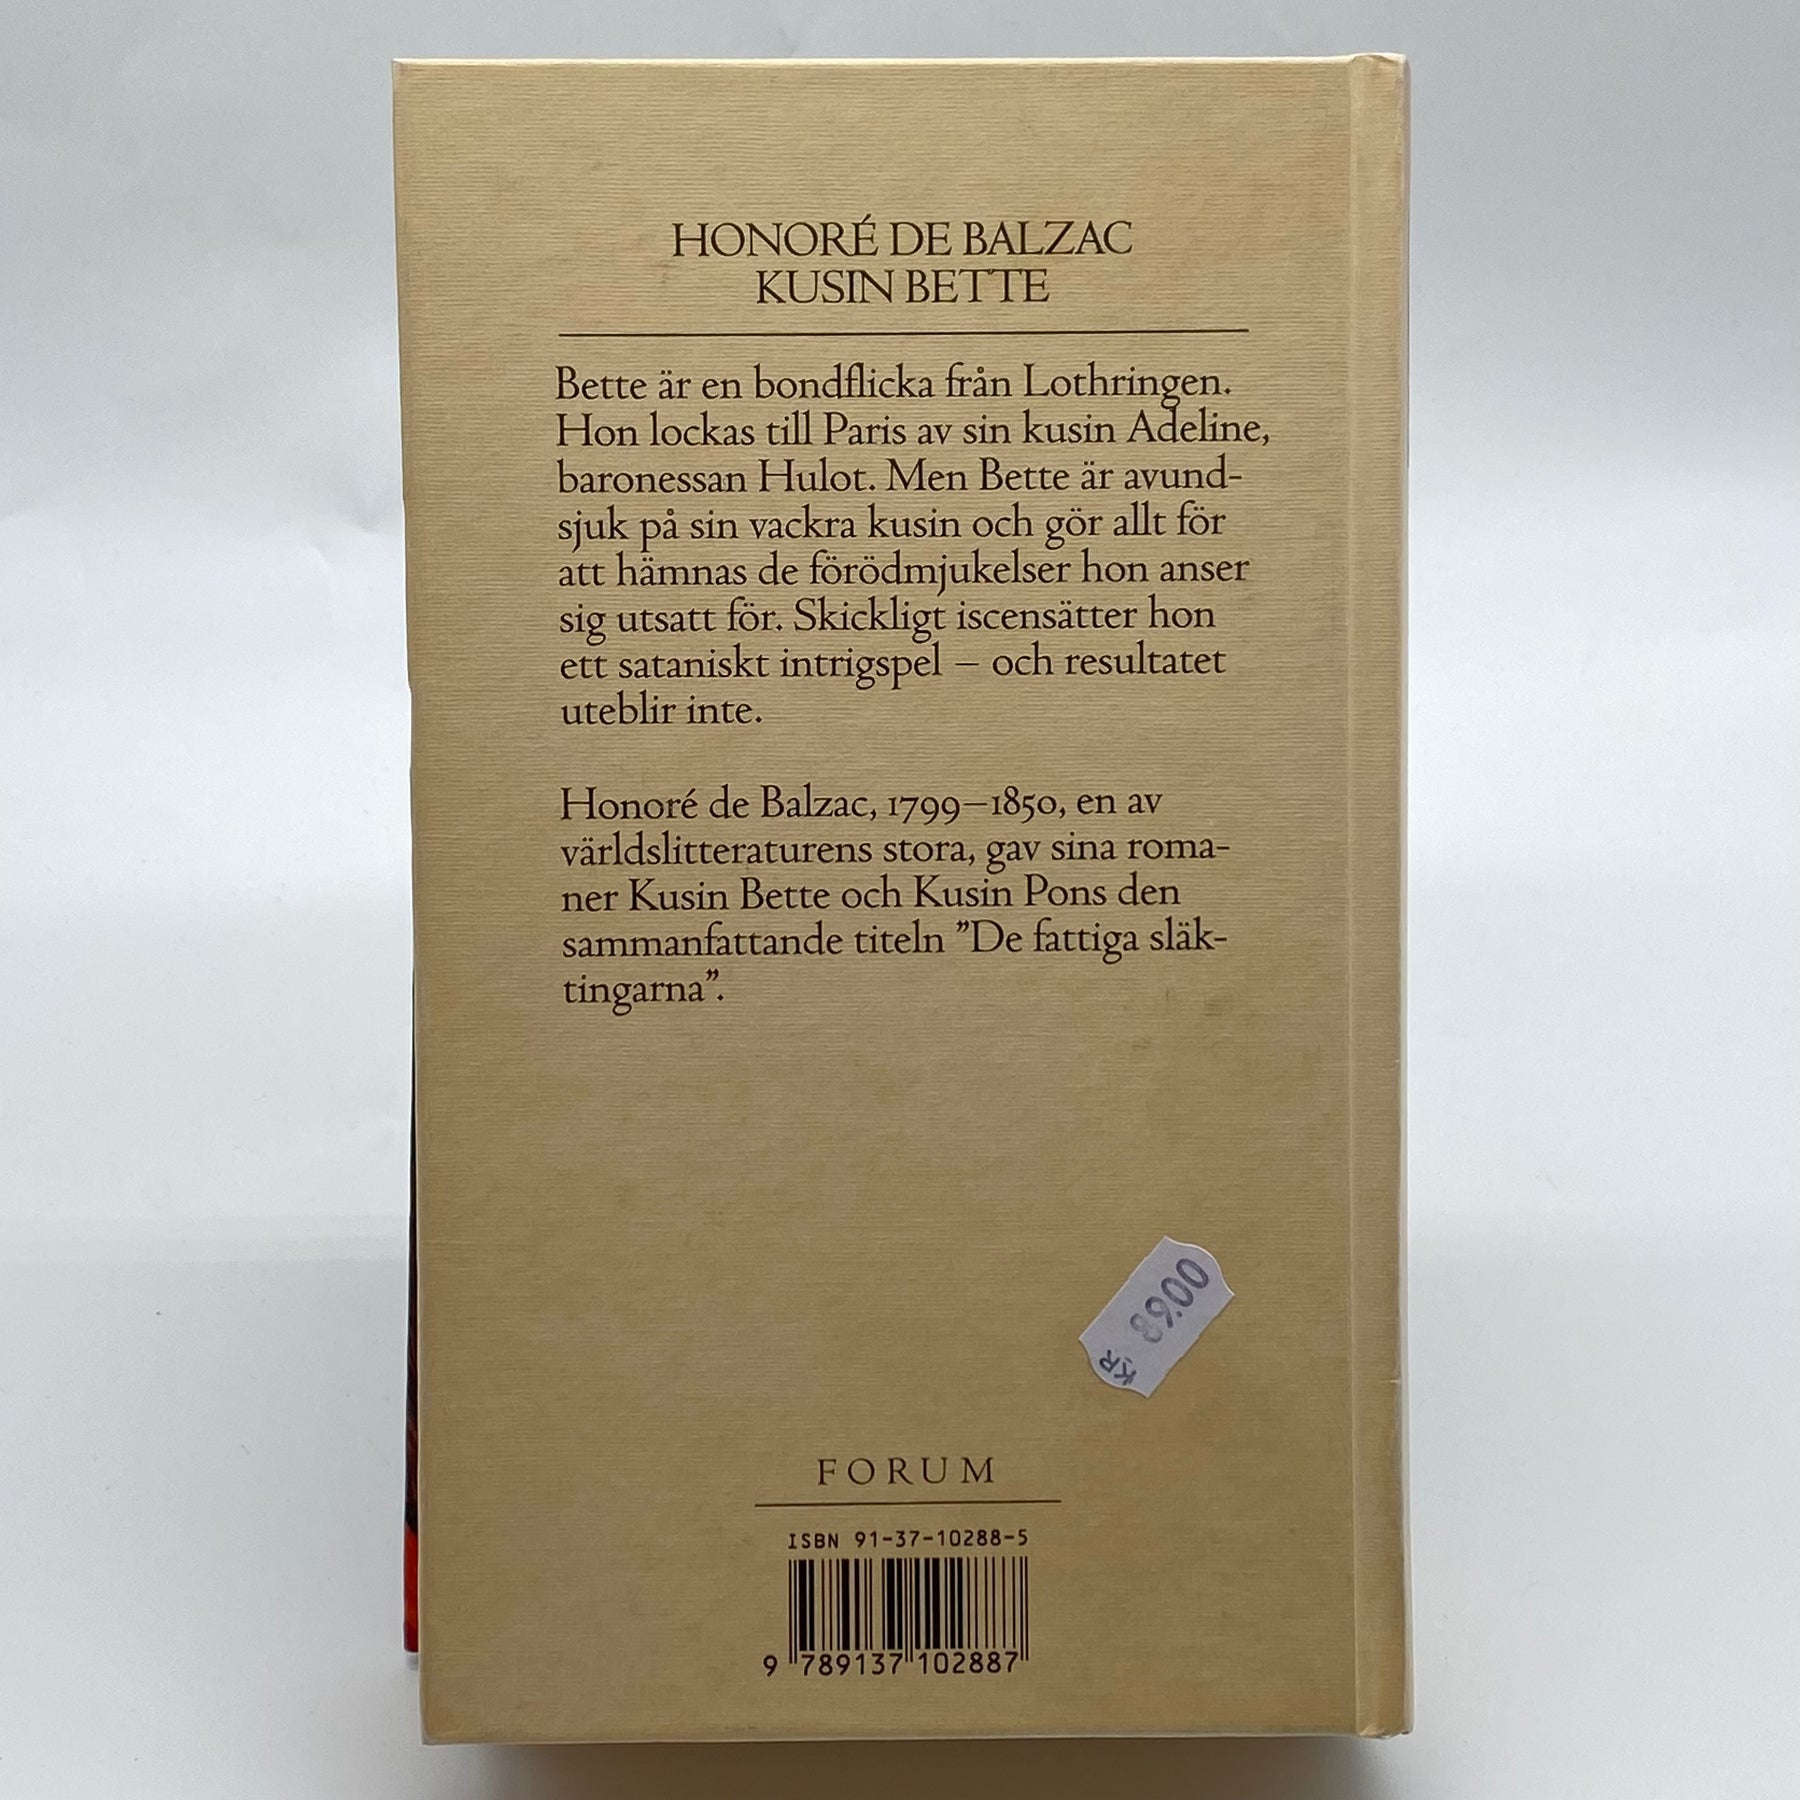 HONORÉ DE BALZAC
KUSIN BETTE
Bette är en bondflicka från Lothringen.
Hon lockas till Paris av sin kusin Adeline,
baronessan Hulot. Men Bette är avund-
sjuk på sin vackra kusin och gör allt för
att hämnas de förödmjukelser hon anser
sig utsatt för. Skickligt iscensätter hon
ett sataniskt intrigspel – och resultatet
uteblir inte.
Honoré de Balzac, 1799–1850, en av
världslitteraturens stora, gav sina roma-
ner Kusin Bette och Kusin Pons den
sammanfattande titeln ”De fattiga släk-
tingarna”.
KR 89.00
FORUM
ISBN 91-37-10288-5
9 789137 102887